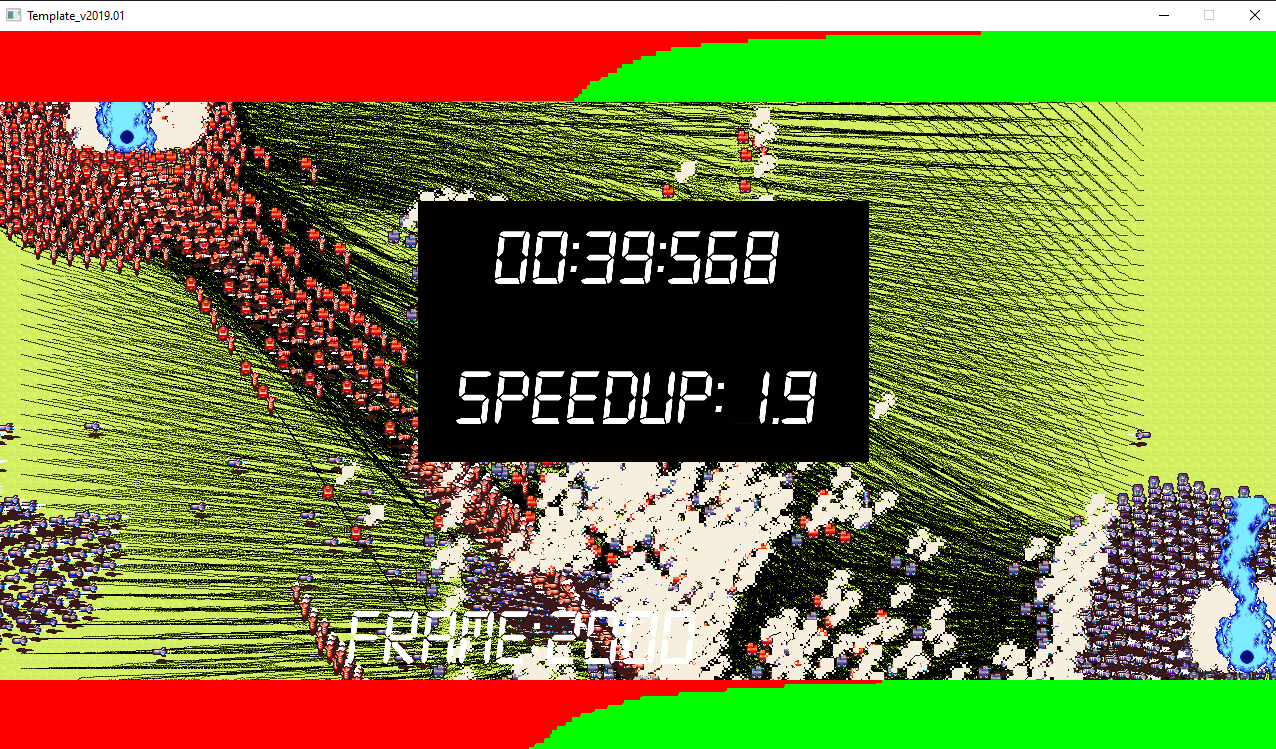 Template_v2019.01
00:39:568
SPEEDUP: 1.9
FRAME:2000